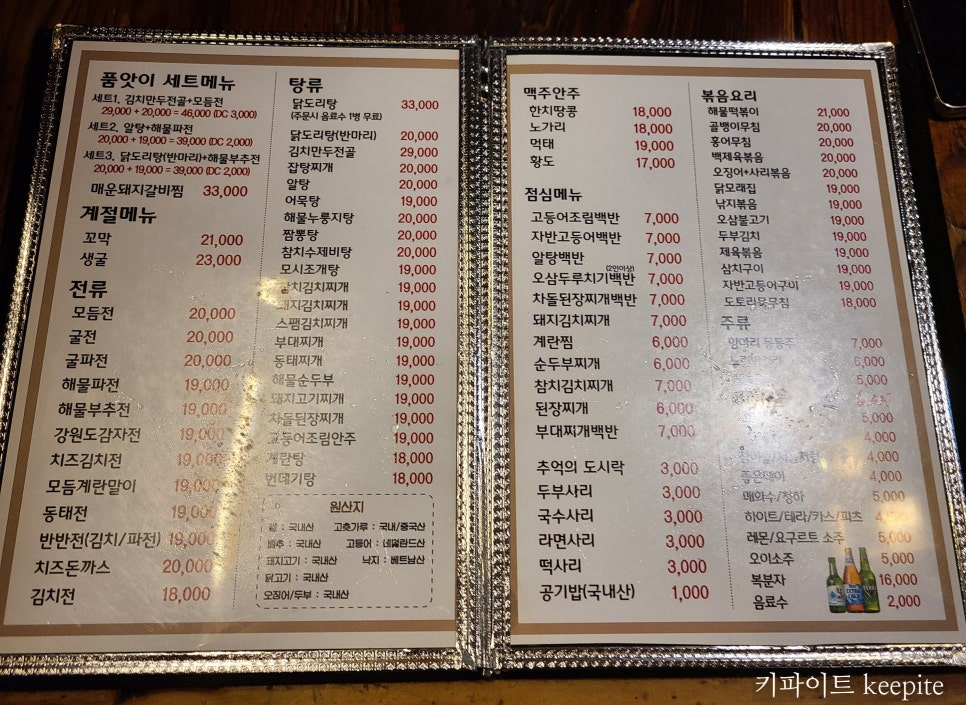 품앗이 세트메뉴
세트1. 김치만두전골+모듬전
29,000 + 20,000 = 46,000 (DC 3,000)
세트2. 알탕+해물파전
20,000 + 19,000 = 39,000 (DC 2,000)
세트3. 닭도리탕(반마리)+해물부추전
20,000 + 19,000 = 39,000 (DC 2,000)
매운돼지갈비찜 33,000
계절메뉴
꼬막 21,000
생굴 23,000
전류
모듬전 20,000
굴전 20,000
굴파전 20,000
해물파전 19,000
해물부추전 19,000
강원도감자전 19,000
치즈김치전 19,000
모듬계란말이 19,000
동태전 19,000
반반전(김치/파전) 19,000
치즈돈까스 20,000
김치전 18,000
탕류
닭도리탕 33,000
(주문시 음료수 1병 무료)
닭도리탕(반마리) 20,000
김치만두전골 29,000
잡탕찌개 20,000
알탕 20,000
어묵탕 19,000
해물누룽지탕 20,000
짬뽕탕 20,000
참치수제비탕 20,000
모시조개탕 19,000
김치찌개 19,000
돼지김치찌개 19,000
스팸김치찌개 19,000
부대찌개 19,000
동태찌개 19,000
해물순두부 19,000
돼지고기찌개 19,000
차돌된장찌개 19,000
고등어조림안주 19,000
계란탕 18,000
번데기탕 18,000
원산지
쌀 : 국내산 고춧가루 : 국내/중국산
배추 : 국내산 고등어 : 네덜란드산
돼지고기 : 국내산 낙지 : 베트남산
닭고기 : 국내산
오징어/두부 : 국내산
맥주안주
한치땅콩 18,000
노가리 18,000
먹태 19,000
황도 17,000
점심메뉴
고등어조림백반 7,000
자반고등어백반 7,000
알탕백반 7,000
(2인이상)
오삼두루치기백반 7,000
차돌된장찌개백반 7,000
돼지김치찌개 7,000
계란찜 6,000
순두부찌개 6,000
참치김치찌개 7,000
된장찌개 6,000
부대찌개백반 7,000
추억의 도시락 3,000
두부사리 3,000
국수사리 3,000
라면사리 3,000
떡사리 3,000
공기밥(국내산) 1,000
볶음요리
해물떡볶이 21,000
골뱅이무침 20,000
홍어무침 20,000
백제육볶음 20,000
오징어+사리볶음 20,000
닭모래집 19,000
낙지볶음 19,000
오삼불고기 19,000
두부김치 19,000
제육볶음 19,000
삼치구이 19,000
자반고등어구이 19,000
도토리묵무침 18,000
주류
동동주 7,000
6,000
5,000
5,000
4,000
4,000
좋은데이 4,000
매화수/청하 5,000
하이트/테라/카스/피츠
레몬/요구르트 소주 5,000
오이소주 5,000
복분자 16,000
음료수 2,000
키파이트 keepite